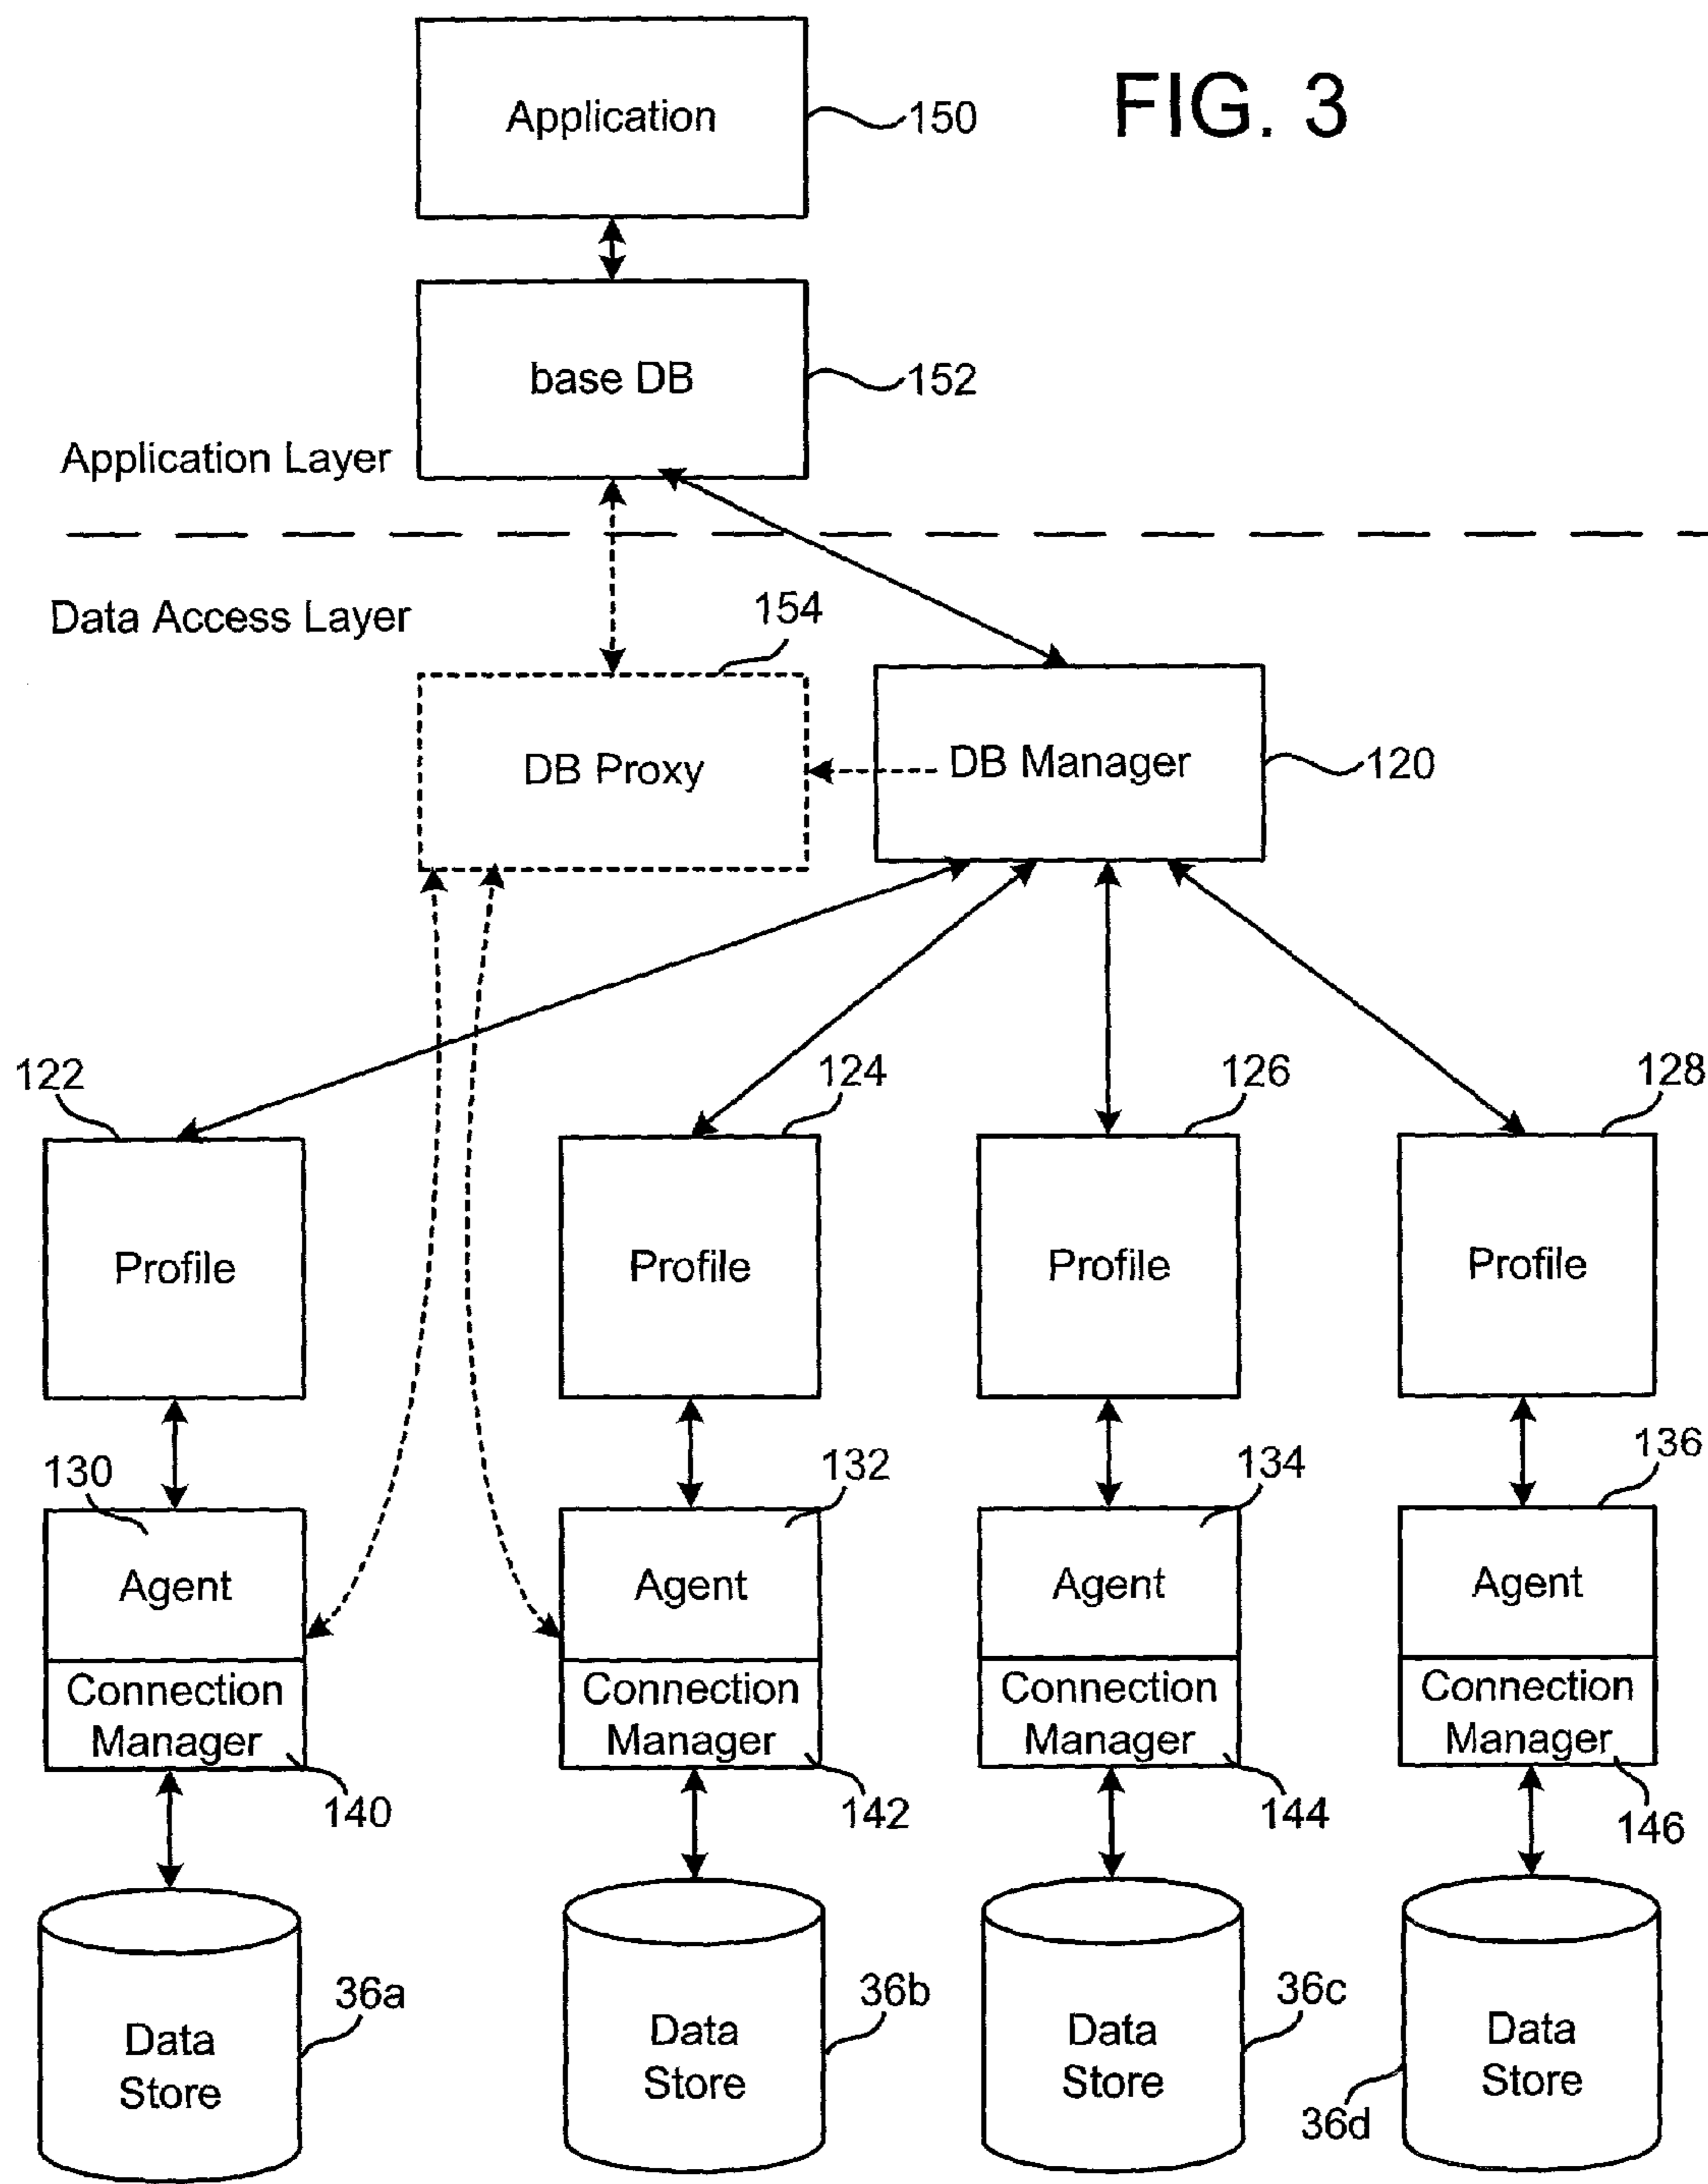 FIG. 3
Application
150
base DB
152
Application Layer
Data Access Layer
154
DB Proxy
DB Manager
120
122
124
126
128
Profile
Profile
Profile
Profile
130
132
134
136
Agent
Agent
Agent
Agent
Connection
Manager
Connection
Manager
Connection
Manager
Connection
Manager
140
142
144
146
36a
36b
36c
36d
Data
Store
Data
Store
Data
Store
Data
Store